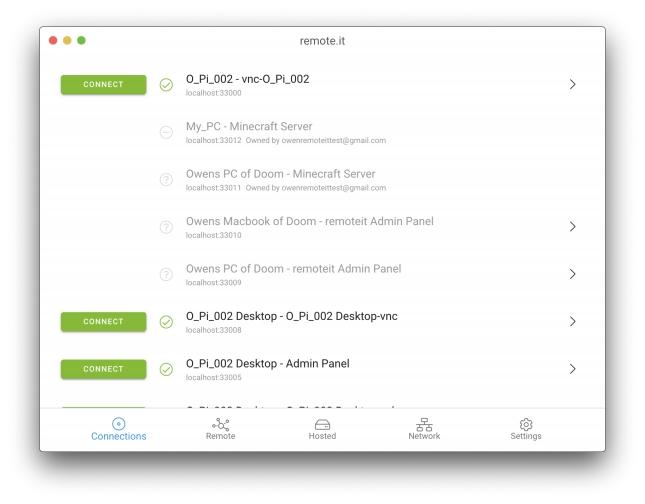 remote.it
CONNECT
O_Pi_002 - vnc-O_Pi_002
localhost:33000
My_PC - Minecraft Server
localhost:33012 Owned by owenremoteittest@gmail.com
Owens PC of Doom - Minecraft Server
localhost:33011 Owned by owenremoteittest@gmail.com
Owens Macbook of Doom - remoteit Admin Panel
localhost:33010
Owens PC of Doom - remoteit Admin Panel
localhost:33009
CONNECT
O_Pi_002 Desktop - O_Pi_002 Desktop-vnc
localhost:33008
CONNECT
O_Pi_002 Desktop - Admin Panel
localhost:33005
Connections
Remote
Hosted
Network
Settings